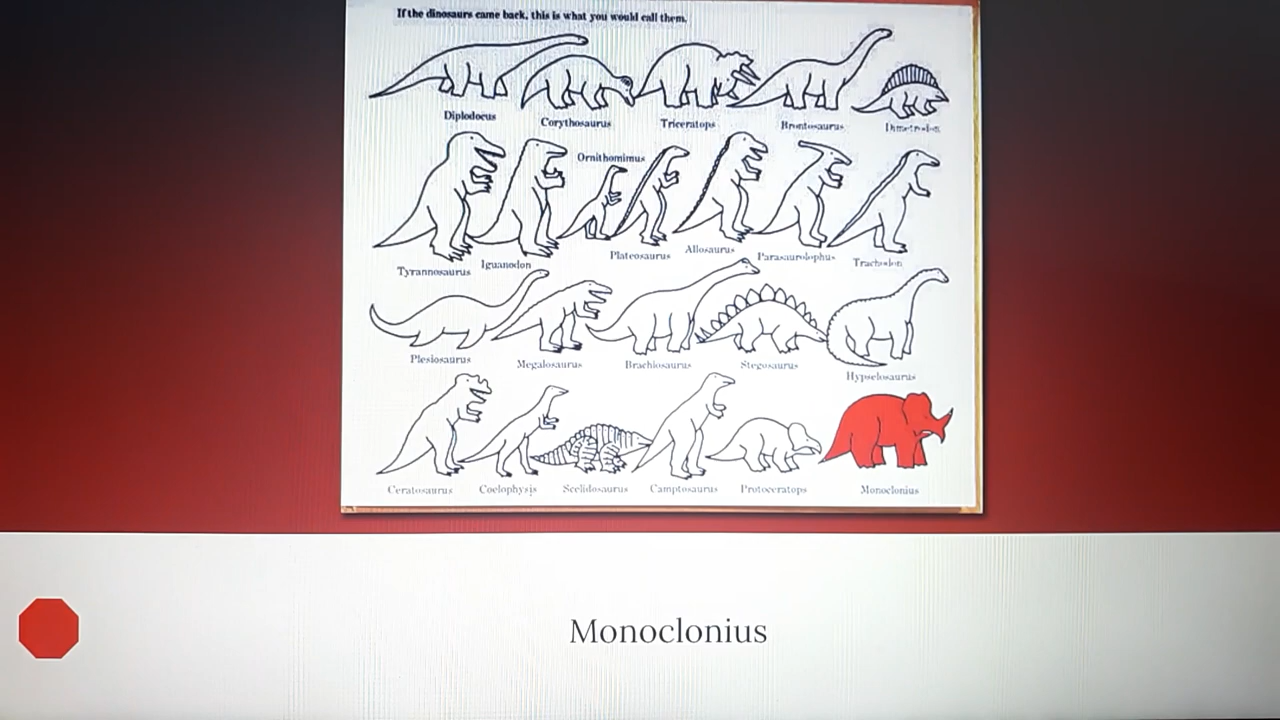 If the dinosaurs came back, this is what you would call them.
Diplodocus
Corythosaurus
Triceratops
Brontosaurus
Dimetrodon
Ornithomimus
Tyrannosaurus
Iguanodon
Plateosaurus
Allosaurus
Parasaurolophus
Trachodon
Plesiosaurus
Megalosaurus
Brachiosaurus
Stegosaurus
Hypselosaurus
Ceratosaurus
Coelophysis
Scelidosaurus
Camptosaurus
Protoceratops
Monoclonius
Monoclonius